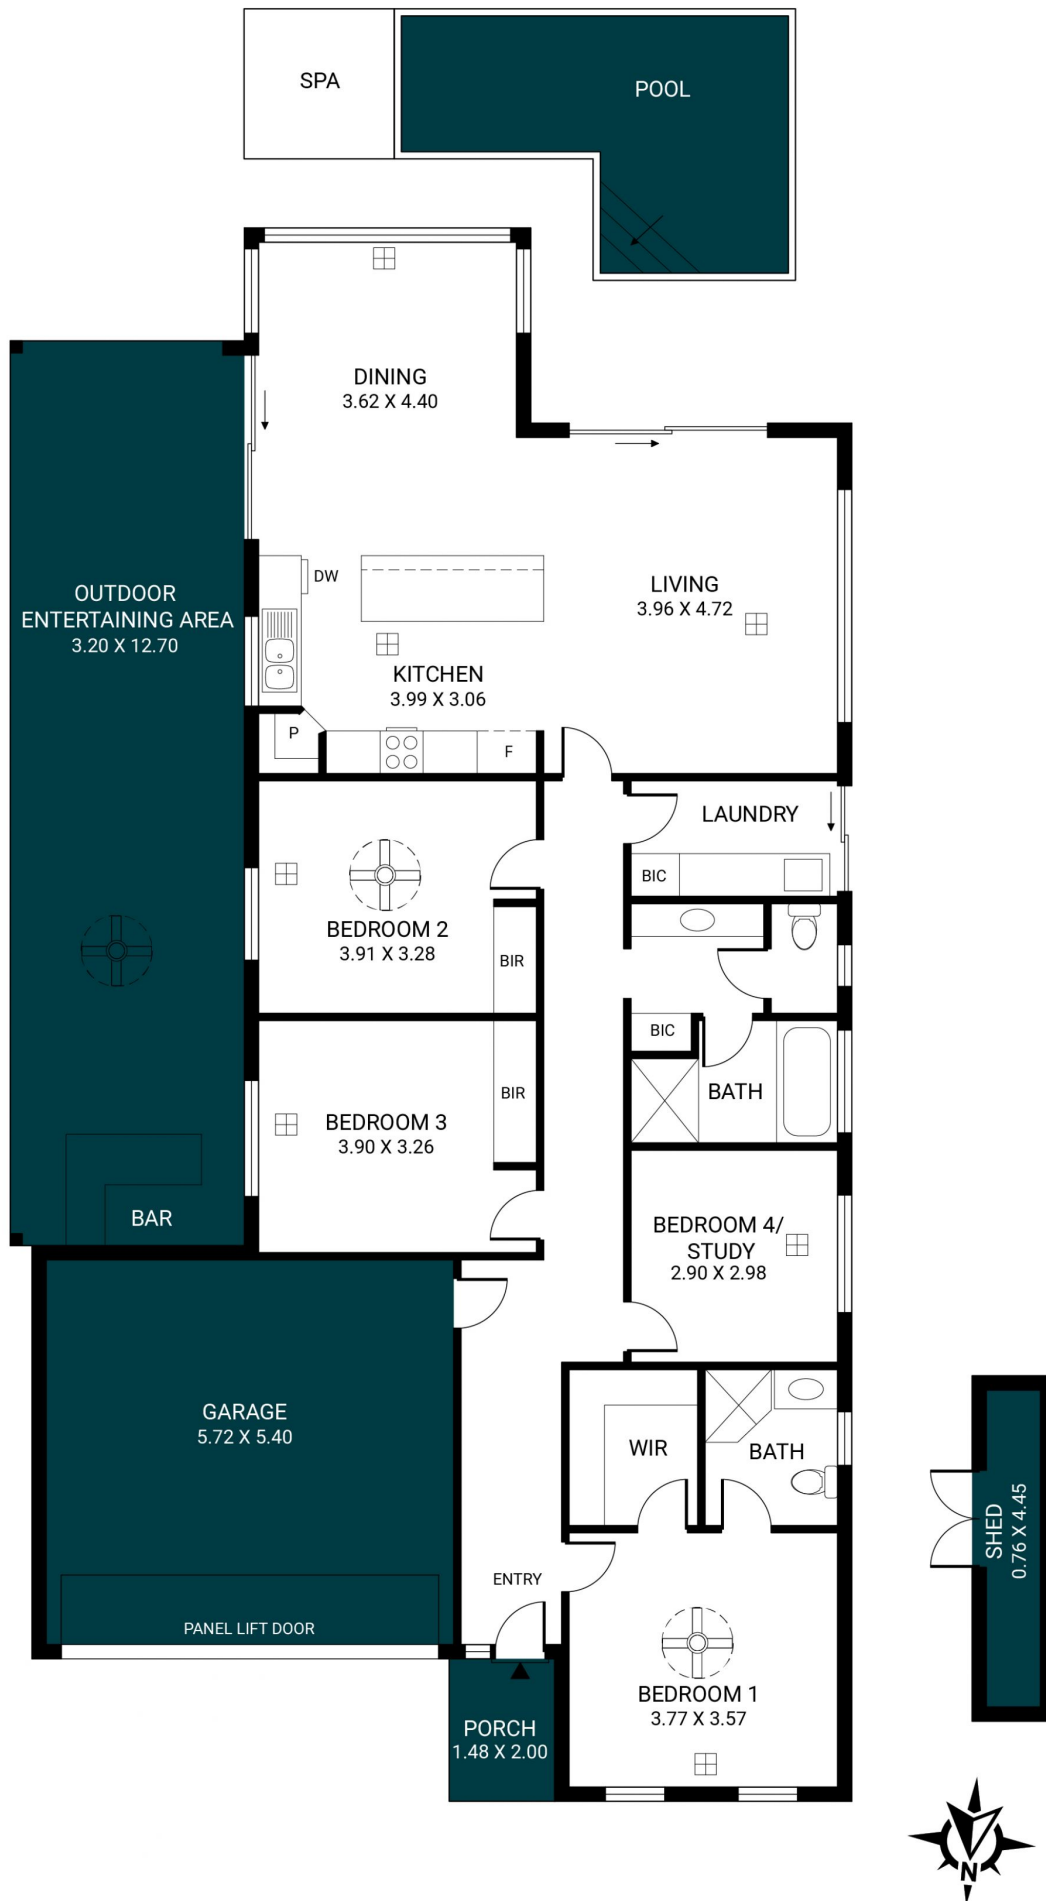 SPA
POOL
DINING
3.62 X 4.40
OUTDOOR
ENTERTAINING AREA
3.20 X 12.70
DW
LIVING
3.96 X 4.72
KITCHEN
3.99 X 3.06
P
F
LAUNDRY
BIC
BEDROOM 2
3.91 X 3.28
BIR
BIC
BATH
BEDROOM 3
3.90 X 3.26
BIR
BAR
BEDROOM 4/
STUDY
2.90 X 2.98
GARAGE
5.72 X 5.40
WIR
BATH
SHED
0.76 X 4.45
ENTRY
PANEL LIFT DOOR
BEDROOM 1
3.77 X 3.57
PORCH
1.48 X 2.00
N